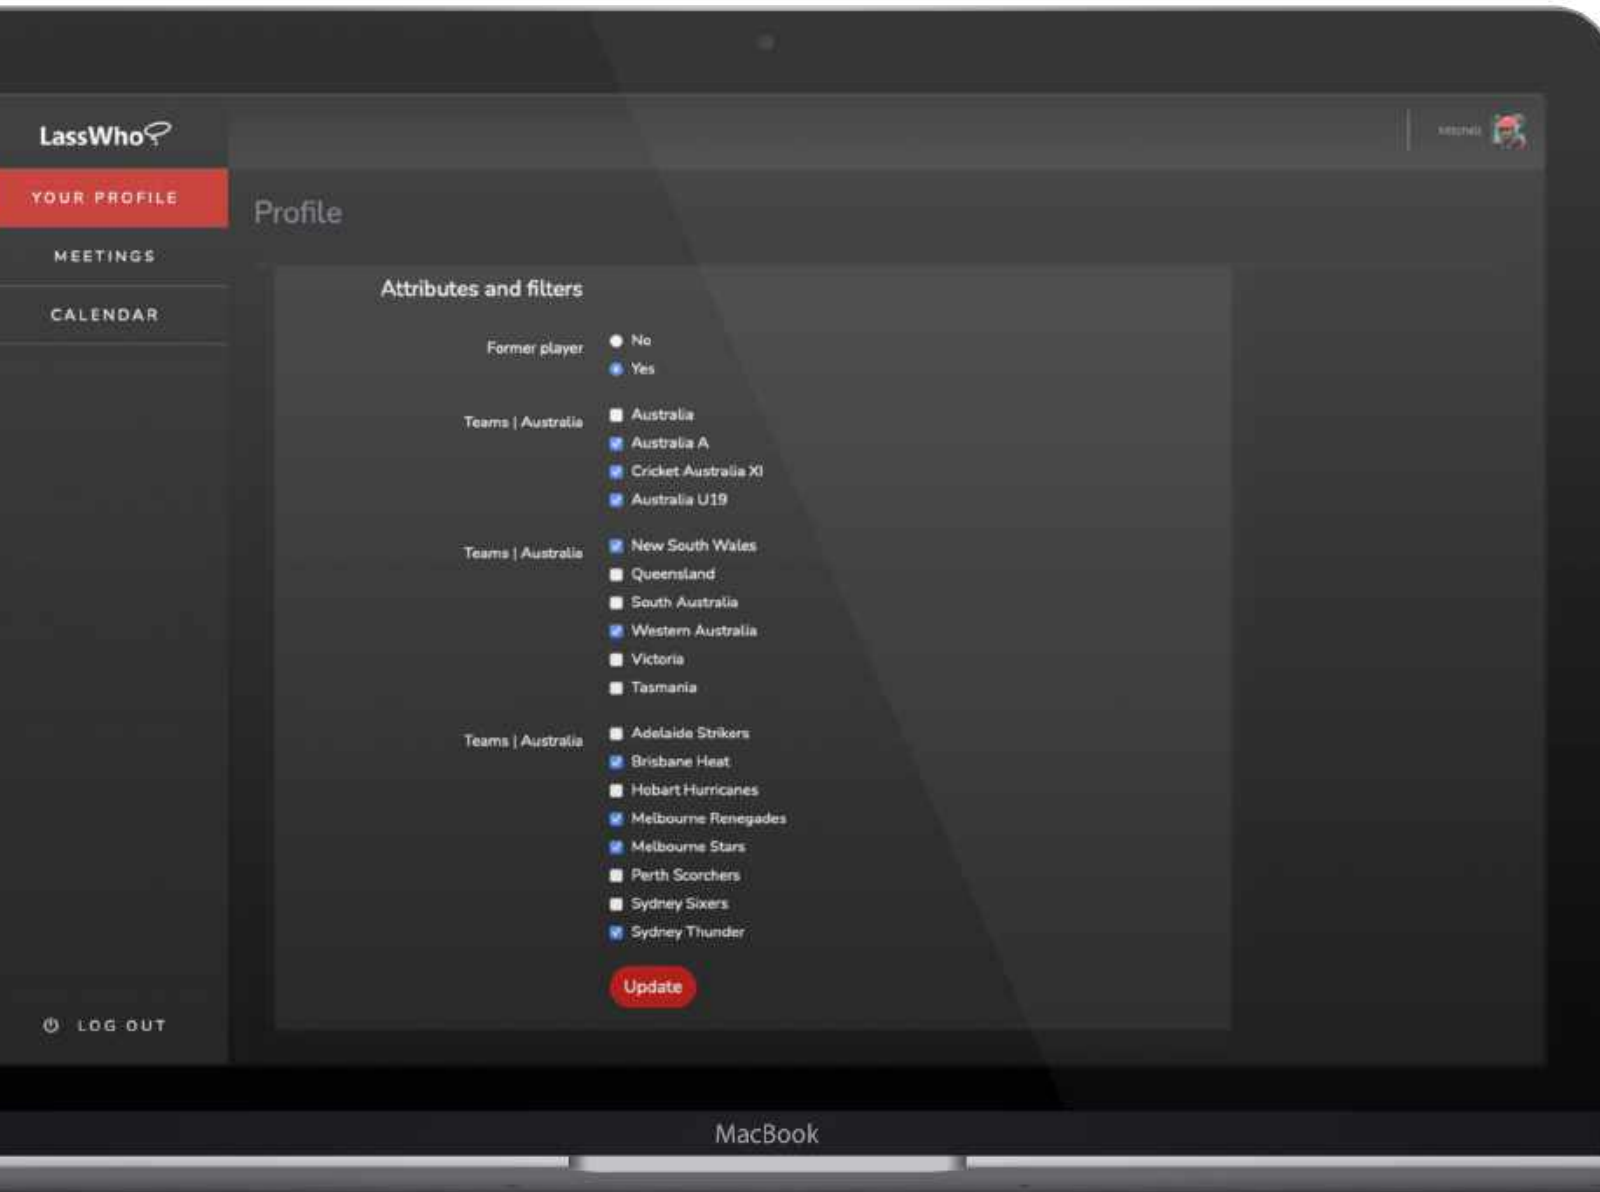 LassWho
YOUR PROFILE
MEETINGS
CALENDAR
LOG OUT
Profile
Attributes and filters
Former player
No
Yes
Teams | Australia
Australia
Australia A
Cricket Australia XI
Australia U19
Teams | Australia
New South Wales
Queensland
South Australia
Western Australia
Victoria
Tasmania
Teams | Australia
Adelaide Strikers
Brisbane Heat
Hobart Hurricanes
Melbourne Renegades
Melbourne Stars
Perth Scorchers
Sydney Sixers
Sydney Thunder
Update
MacBook